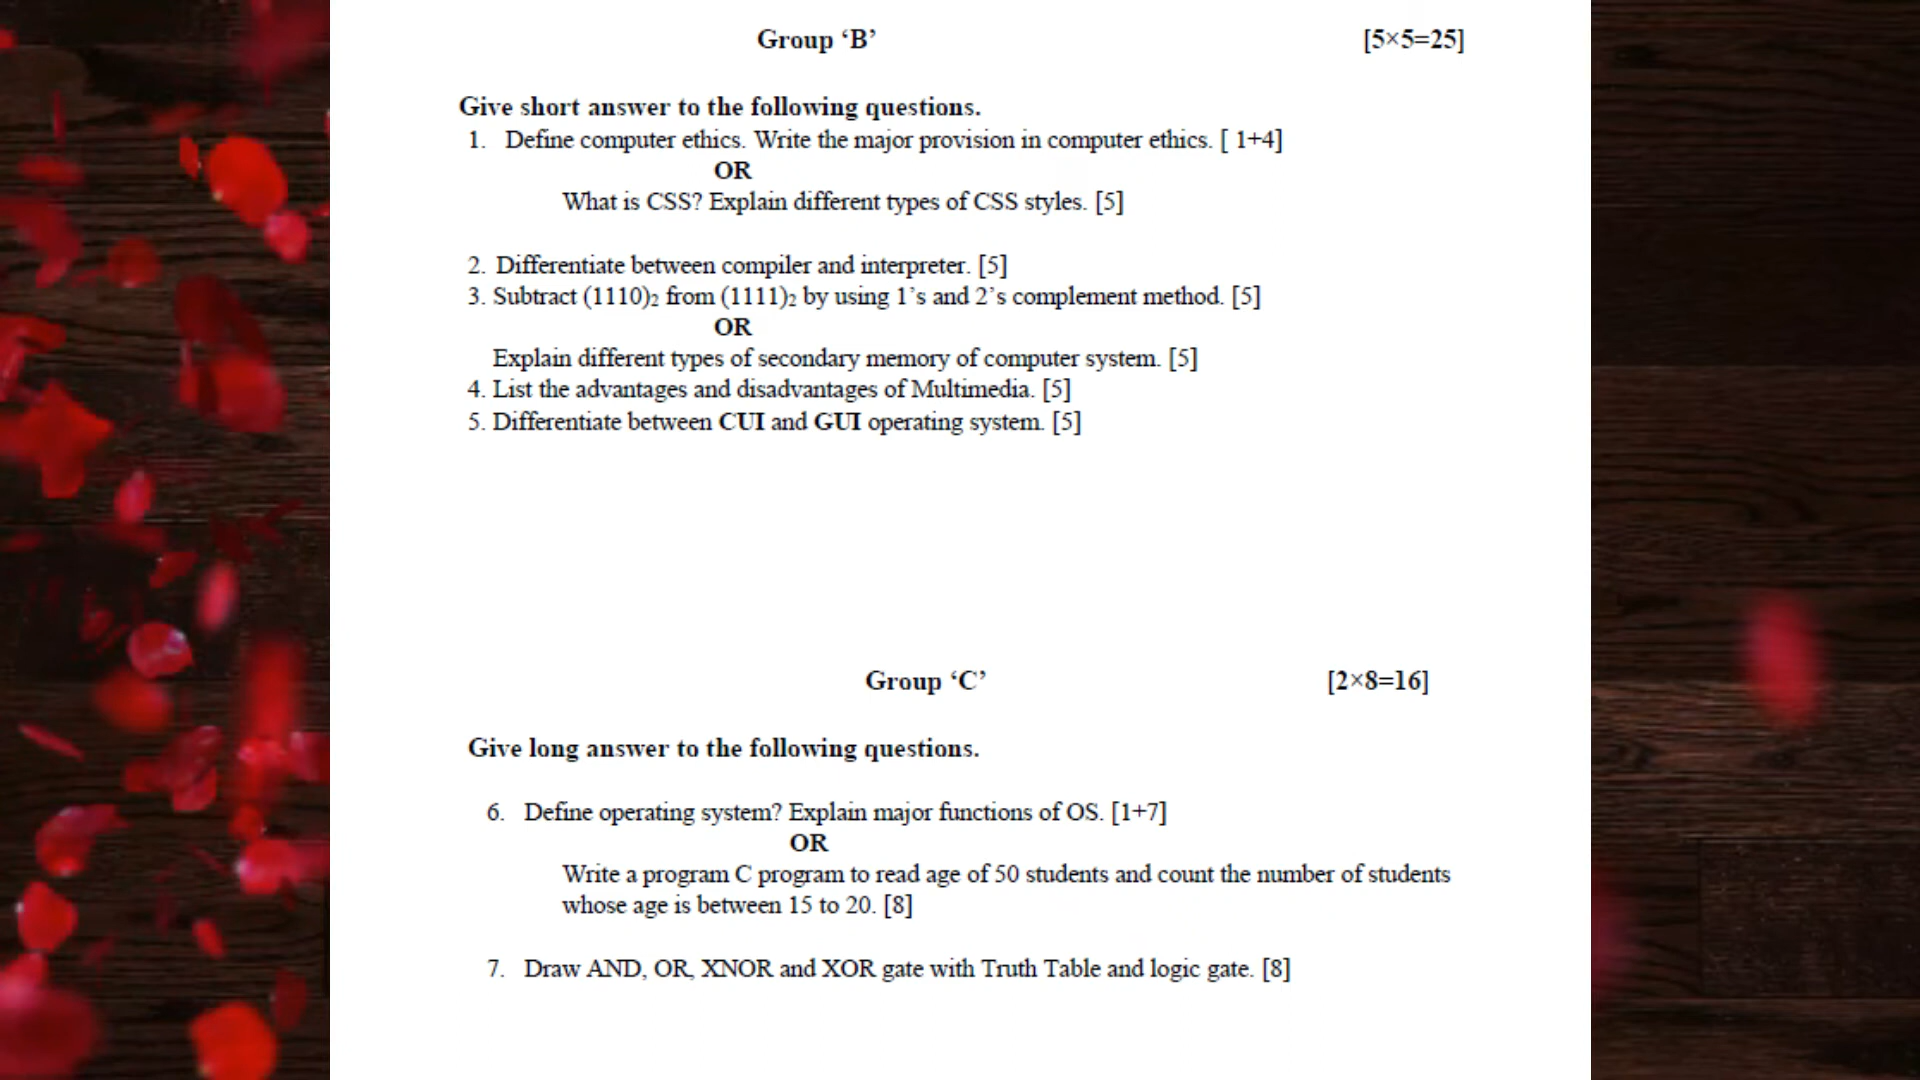 Group ‘B’ [5×5=25]
Give short answer to the following questions.
1. Define computer ethics. Write the major provision in computer ethics. [ 1+4]
OR
What is CSS? Explain different types of CSS styles. [5]
2. Differentiate between compiler and interpreter. [5]
3. Subtract (1110)₂ from (1111)₂ by using 1’s and 2’s complement method. [5]
OR
Explain different types of secondary memory of computer system. [5]
4. List the advantages and disadvantages of Multimedia. [5]
5. Differentiate between CUI and GUI operating system. [5]
Group ‘C’ [2×8=16]
Give long answer to the following questions.
6. Define operating system? Explain major functions of OS. [1+7]
OR
Write a program C program to read age of 50 students and count the number of students
whose age is between 15 to 20. [8]
7. Draw AND, OR, XNOR and XOR gate with Truth Table and logic gate. [8]